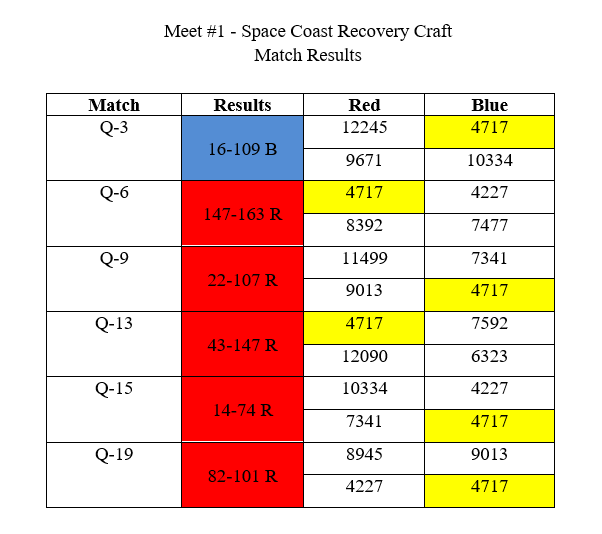 Meet #1 - Space Coast Recovery Craft
Match Results
Match Results Red Blue
Q-3 16-109 B 12245 4717
9671 10334
Q-6 147-163 R 4717 4227
8392 7477
Q-9 22-107 R 11499 7341
9013 4717
Q-13 43-147 R 4717 7592
12090 6323
Q-15 14-74 R 10334 4227
7341 4717
Q-19 82-101 R 8945 9013
4227 4717